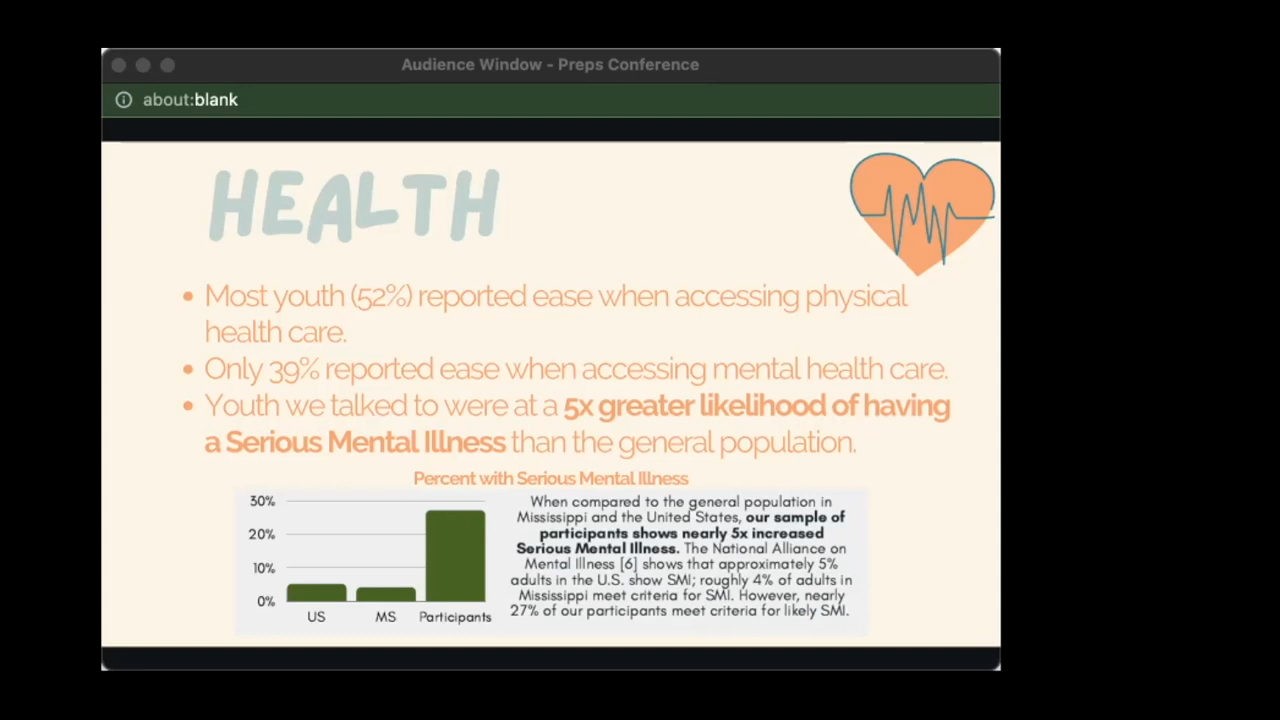 Audience Window - Preps Conference
about:blank
HEALTH
Most youth (52%) reported ease when accessing physical
health care.
Only 39% reported ease when accessing mental health care.
Youth we talked to were at a 5x greater likelihood of having
a Serious Mental Illness than the general population.
Percent with Serious Mental Illness
30%
20%
10%
0%
US MS Participants
When compared to the general population in
Mississippi and the United States, our sample of
participants shows nearly 5x increased
Serious Mental Illness. The National Alliance on
Mental Illness [6] shows that approximately 5%
adults in the U.S. show SMI; roughly 4% of adults in
Mississippi meet criteria for SMI. However, nearly
27% of our participants meet criteria for likely SMI.